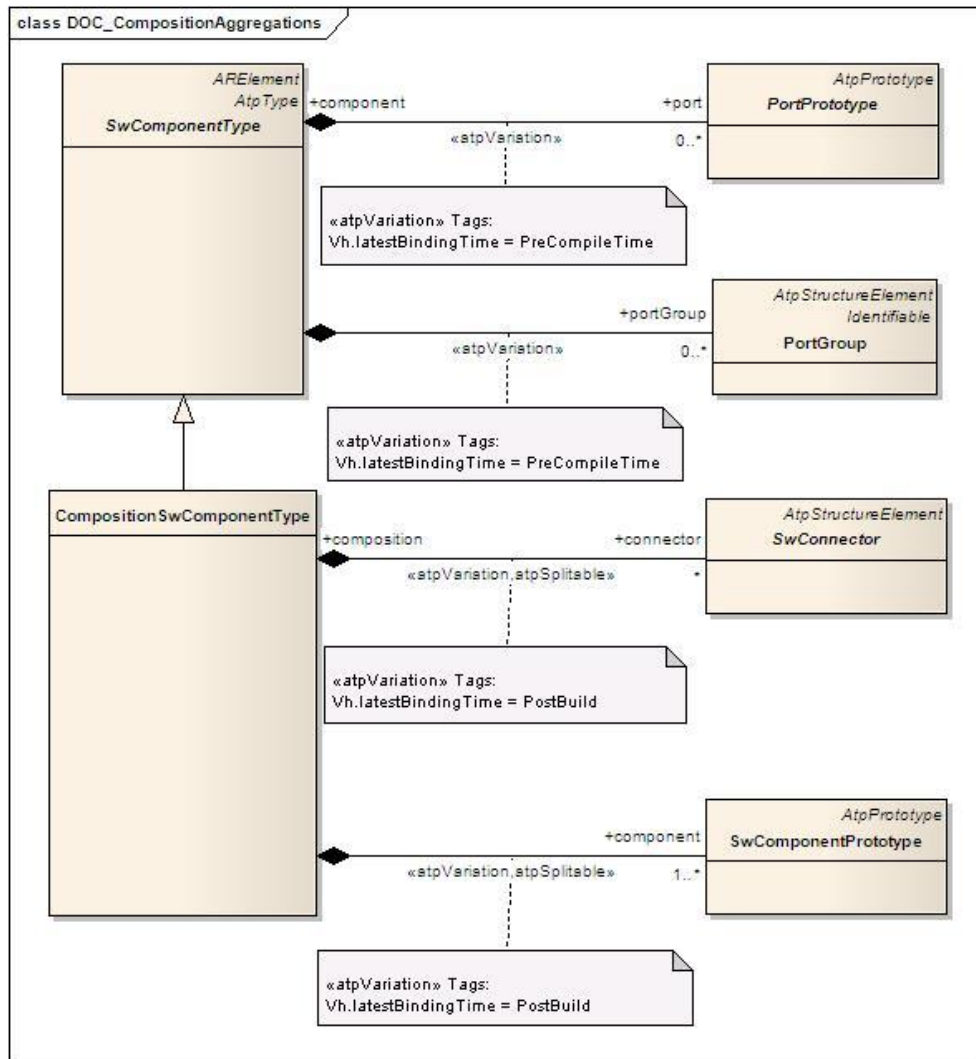 class DOC_CompositionAggregations
ARElement
AtpType
SwComponentType
+component
+port
«atpVariation»
0..*
AtpPrototype
PortPrototype
«atpVariation» Tags:
Vh.latestBindingTime = PreCompileTime
+portGroup
«atpVariation»
0..*
AtpStructureElement
Identifiable
PortGroup
«atpVariation» Tags:
Vh.latestBindingTime = PreCompileTime
CompositionSwComponentType
+composition
+connector
«atpVariation,atpSplitable»
*
AtpStructureElement
SwConnector
«atpVariation» Tags:
Vh.latestBindingTime = PostBuild
+component
«atpVariation,atpSplitable»
1..*
AtpPrototype
SwComponentPrototype
«atpVariation» Tags:
Vh.latestBindingTime = PostBuild